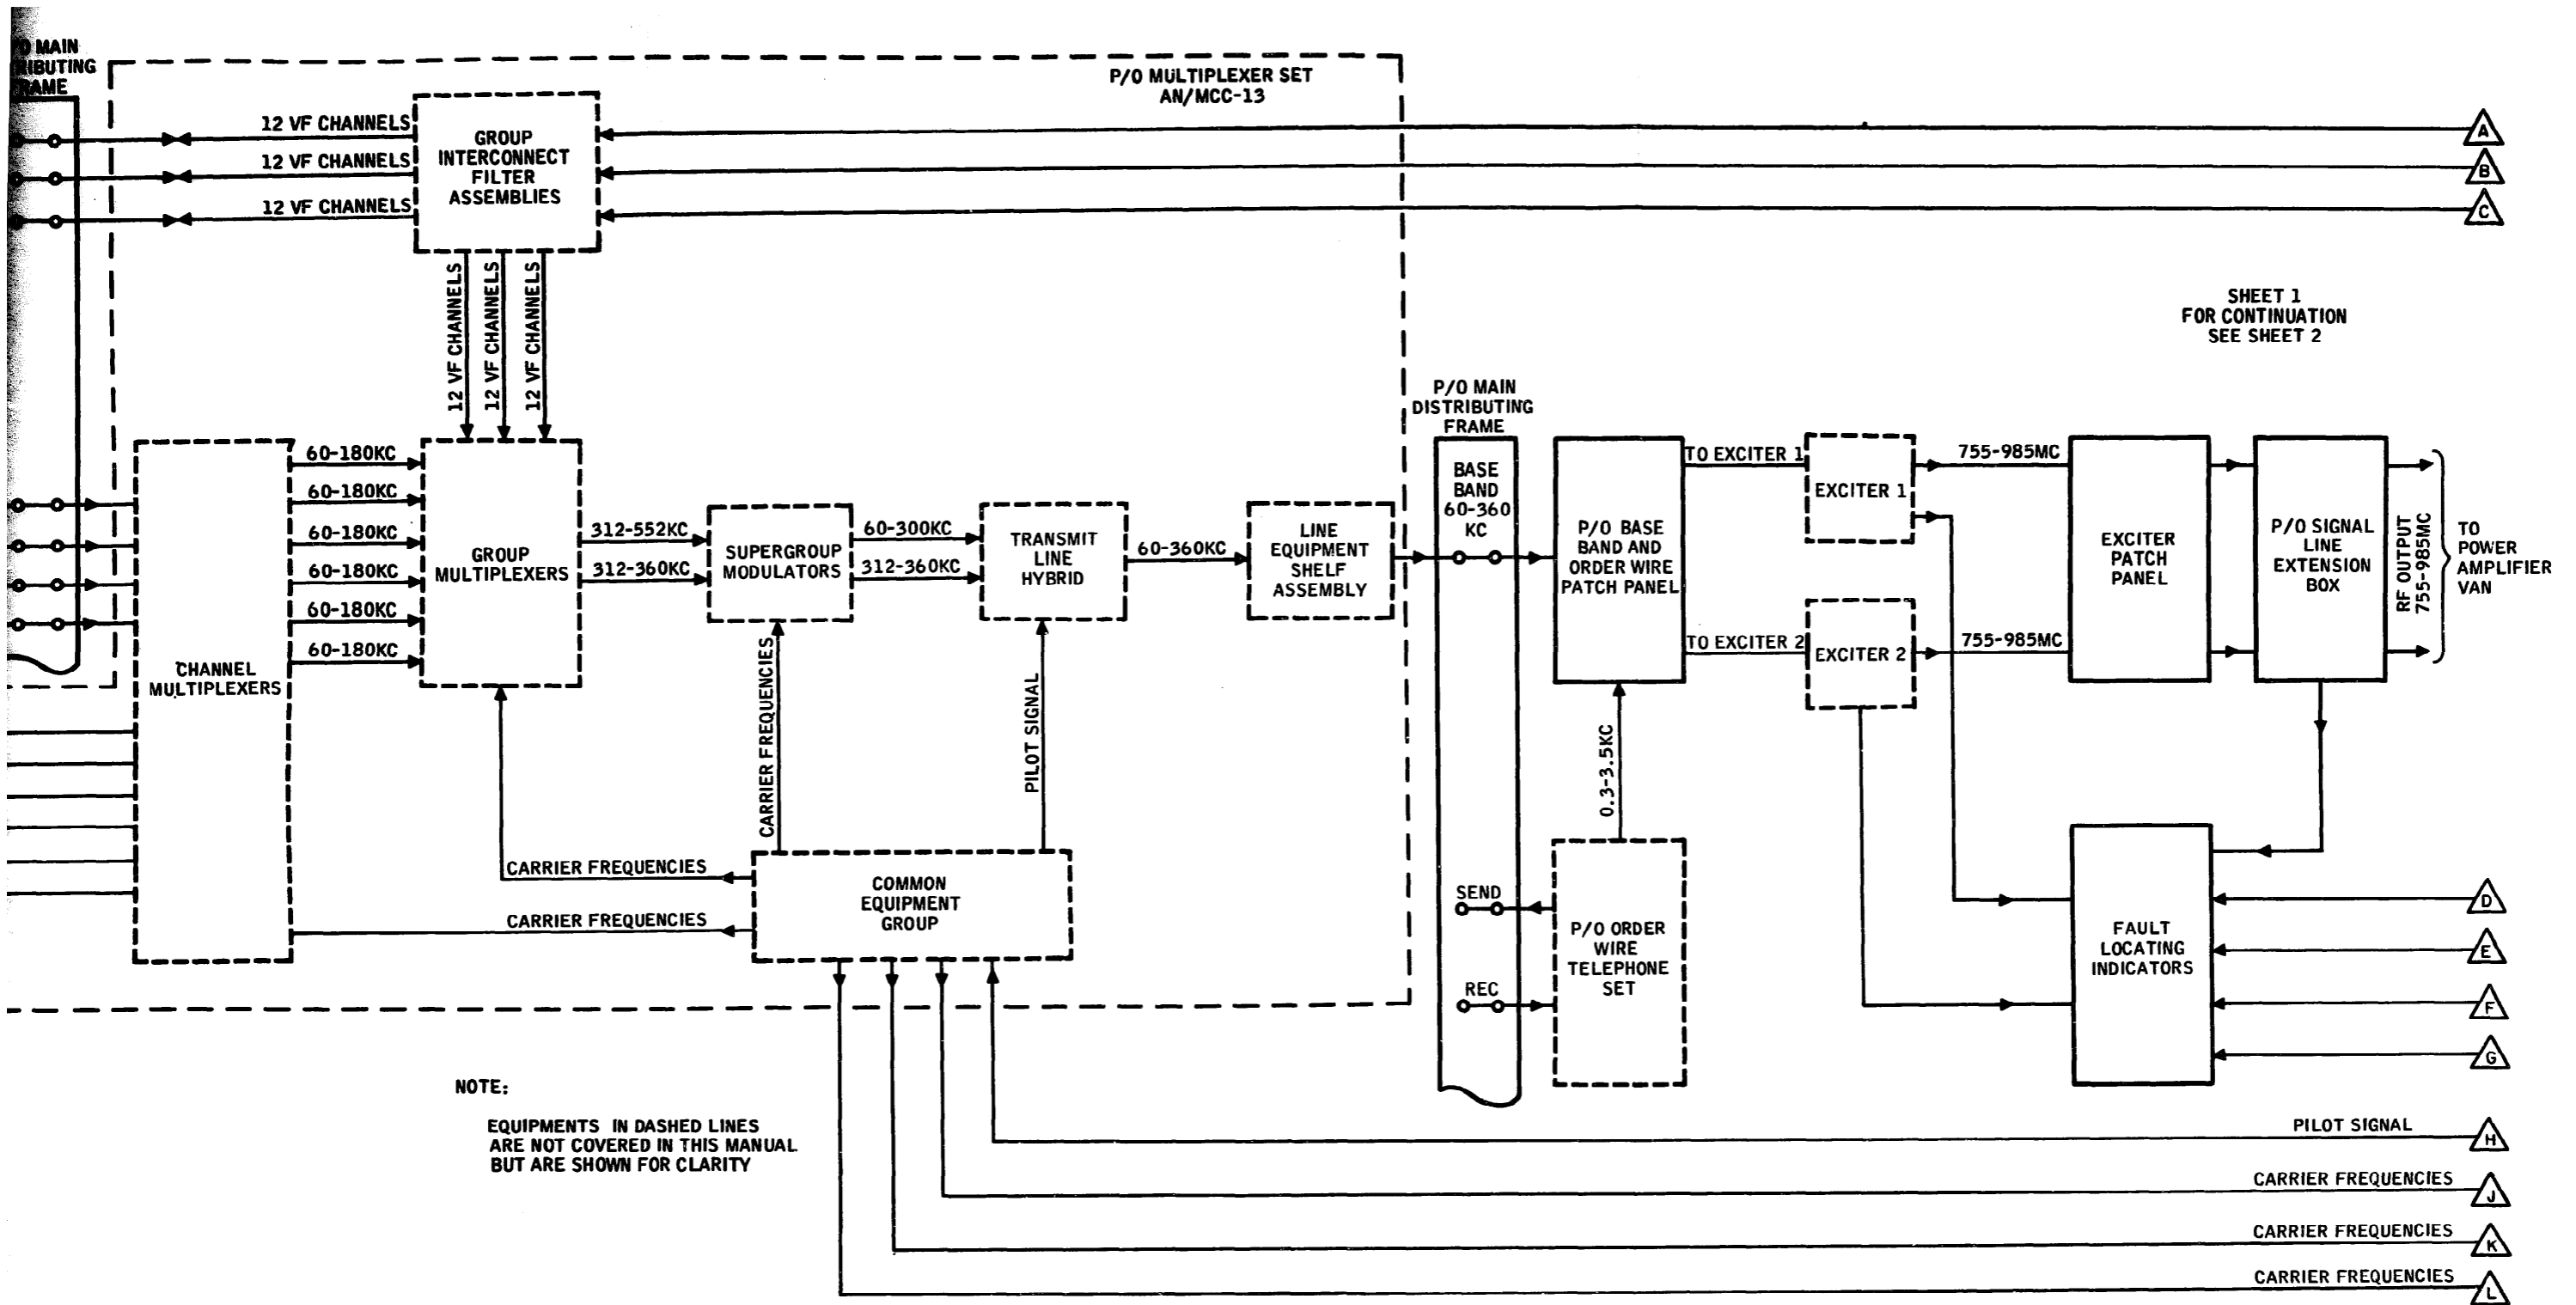 /O MAIN
RIBUTING
FRAME
P/O MULTIPLEXER SET
AN/MCC-13
12 VF CHANNELS
12 VF CHANNELS
12 VF CHANNELS
GROUP
INTERCONNECT
FILTER
ASSEMBLIES
A
B
C
12 VF CHANNELS
12 VF CHANNELS
12 VF CHANNELS
SHEET 1
FOR CONTINUATION
SEE SHEET 2
CHANNEL
MULTIPLEXERS
60-180KC
60-180KC
60-180KC
60-180KC
60-180KC
60-180KC
GROUP
MULTIPLEXERS
312-552KC
312-360KC
SUPERGROUP
MODULATORS
60-300KC
312-360KC
TRANSMIT
LINE
HYBRID
60-360KC
LINE
EQUIPMENT
SHELF
ASSEMBLY
P/O MAIN
DISTRIBUTING
FRAME
BASE
BAND
60-360
KC
P/O BASE
BAND AND
ORDER WIRE
PATCH PANEL
TO EXCITER 1
TO EXCITER 2
EXCITER 1
EXCITER 2
755-985MC
755-985MC
EXCITER
PATCH
PANEL
P/O SIGNAL
LINE
EXTENSION
BOX
RF OUTPUT
755-985MC
TO
POWER
AMPLIFIER
VAN
CARRIER FREQUENCIES
PILOT SIGNAL
0.3-3.5KC
CARRIER FREQUENCIES
CARRIER FREQUENCIES
COMMON
EQUIPMENT
GROUP
SEND
REC
P/O ORDER
WIRE
TELEPHONE
SET
FAULT
LOCATING
INDICATORS
D
E
F
G
NOTE:
EQUIPMENTS IN DASHED LINES
ARE NOT COVERED IN THIS MANUAL
BUT ARE SHOWN FOR CLARITY
PILOT SIGNAL
H
CARRIER FREQUENCIES
J
CARRIER FREQUENCIES
K
CARRIER FREQUENCIES
L